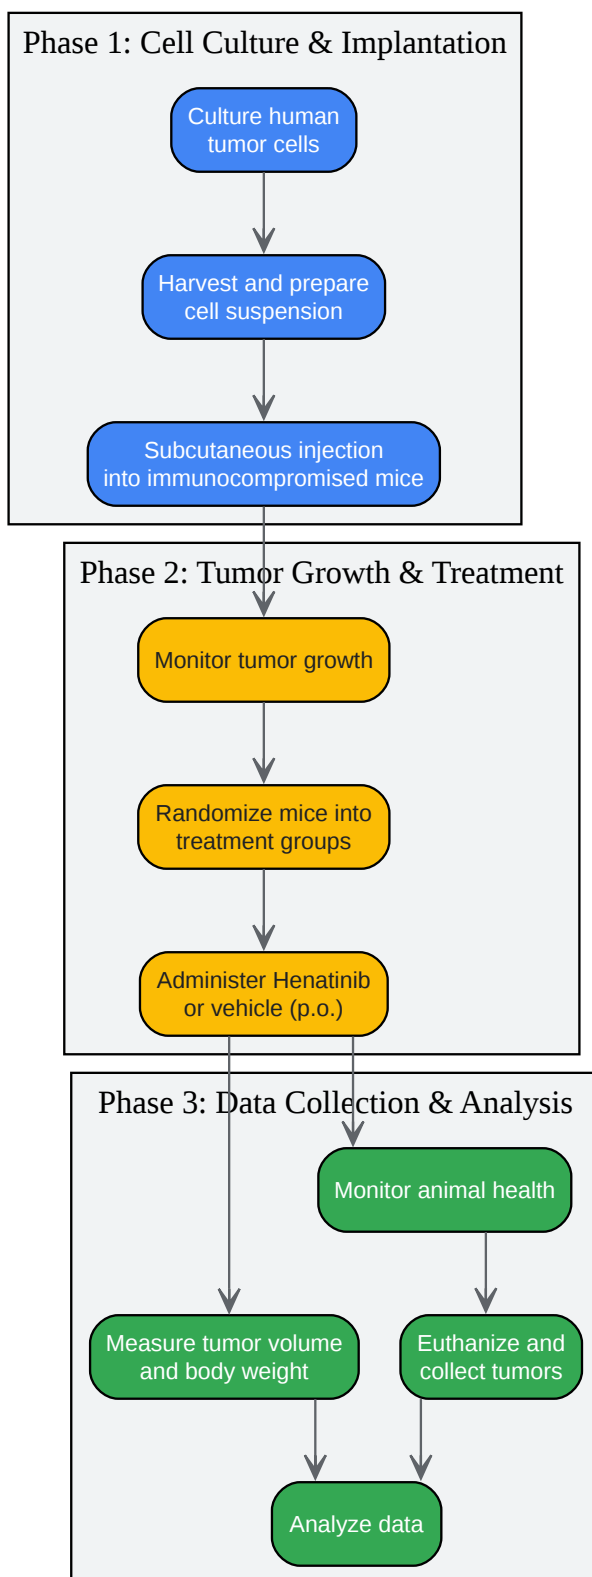 Phase 1: Cell Culture & Implantation
Culture human
tumor cells
Harvest and prepare
cell suspension
Subcutaneous injection
into immunocompromised mice
Phase 2: Tumor Growth & Treatment
Monitor tumor growth
Randomize mice into
treatment groups
Administer Henatinib
or vehicle (p.o.)
Phase 3: Data Collection & Analysis
Monitor animal health
Measure tumor volume
and body weight
Euthanize and
collect tumors
Analyze data